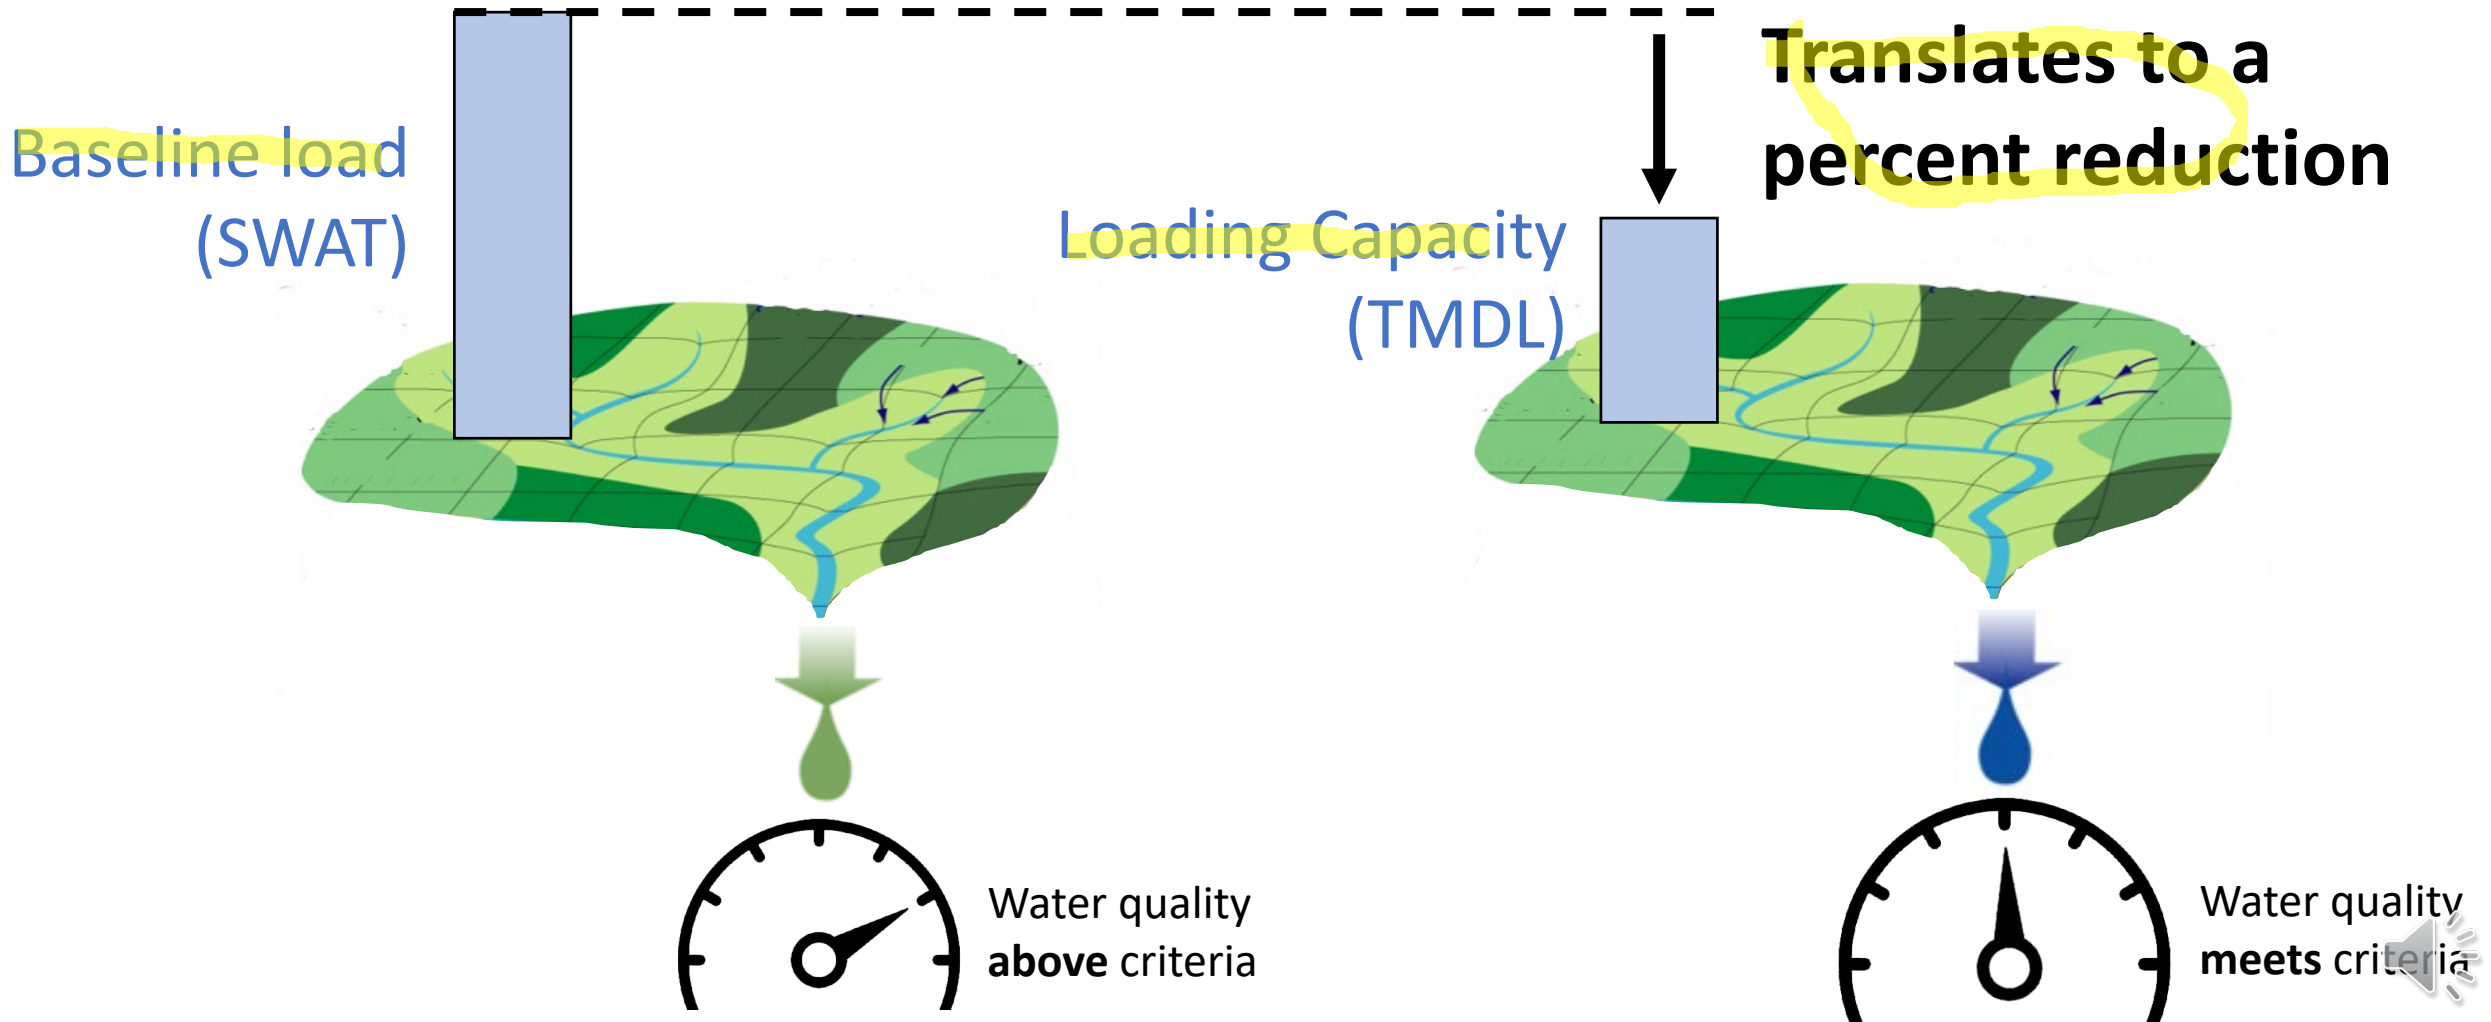 Baseline load
(SWAT)
Loading Capacity
(TMDL)
Translates to a
percent reduction
Water quality
above criteria
Water quality
meets criteria